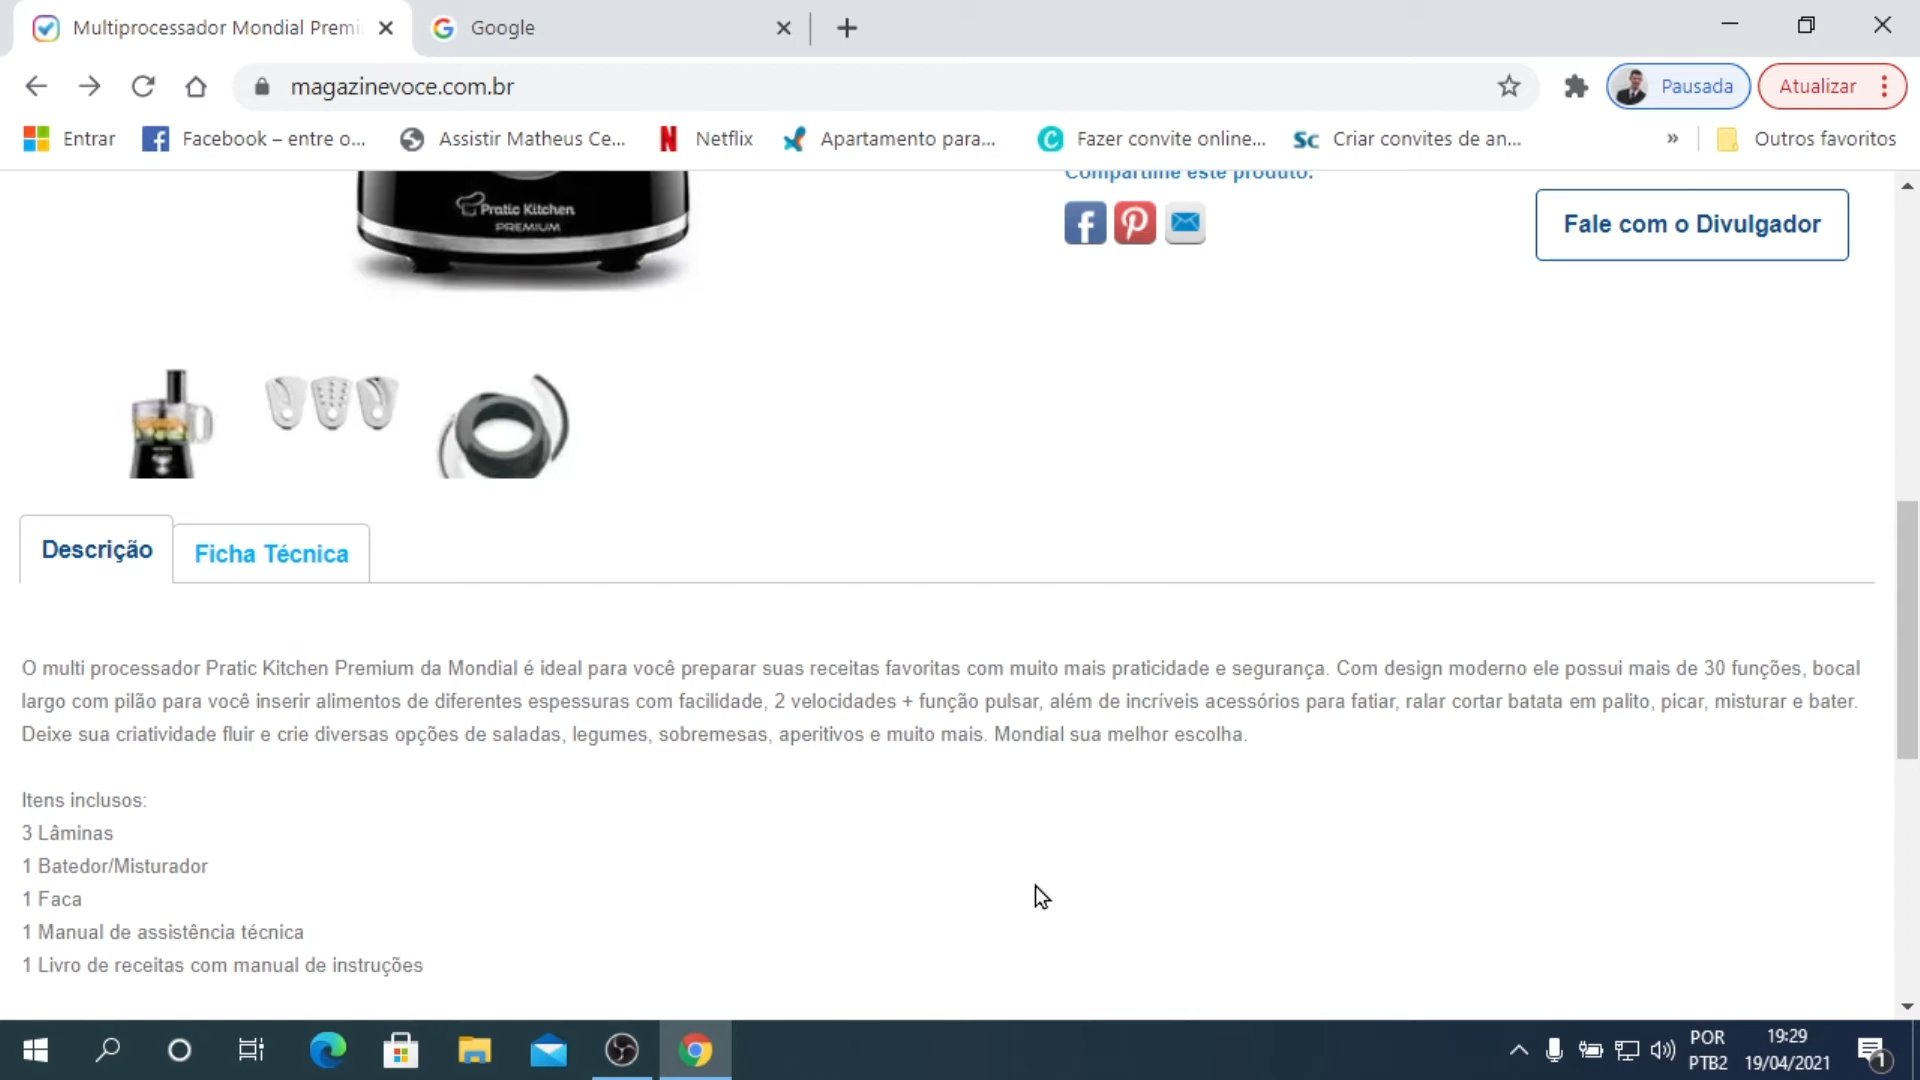 Multiprocessador Mondial Premi
Google
magazinevoce.com.br
Pausada
Atualizar
Entrar
Facebook – entre o...
Assistir Matheus Ce...
Netflix
Apartamento para...
Fazer convite online...
Criar convites de an...
»
Outros favoritos
Compartilhe este produto:
Pratic Kitchen
PREMIUM
Fale com o Divulgador
Descrição
Ficha Técnica
O multi processador Pratic Kitchen Premium da Mondial é ideal para você preparar suas receitas favoritas com muito mais praticidade e segurança. Com design moderno ele possui mais de 30 funções, bocal
largo com pilão para você inserir alimentos de diferentes espessuras com facilidade, 2 velocidades + função pulsar, além de incríveis acessórios para fatiar, ralar cortar batata em palito, picar, misturar e bater.
Deixe sua criatividade fluir e crie diversas opções de saladas, legumes, sobremesas, aperitivos e muito mais. Mondial sua melhor escolha.
Itens inclusos:
3 Lâminas
1 Batedor/Misturador
1 Faca
1 Manual de assistência técnica
1 Livro de receitas com manual de instruções
POR
PTB2
19:29
19/04/2021
1